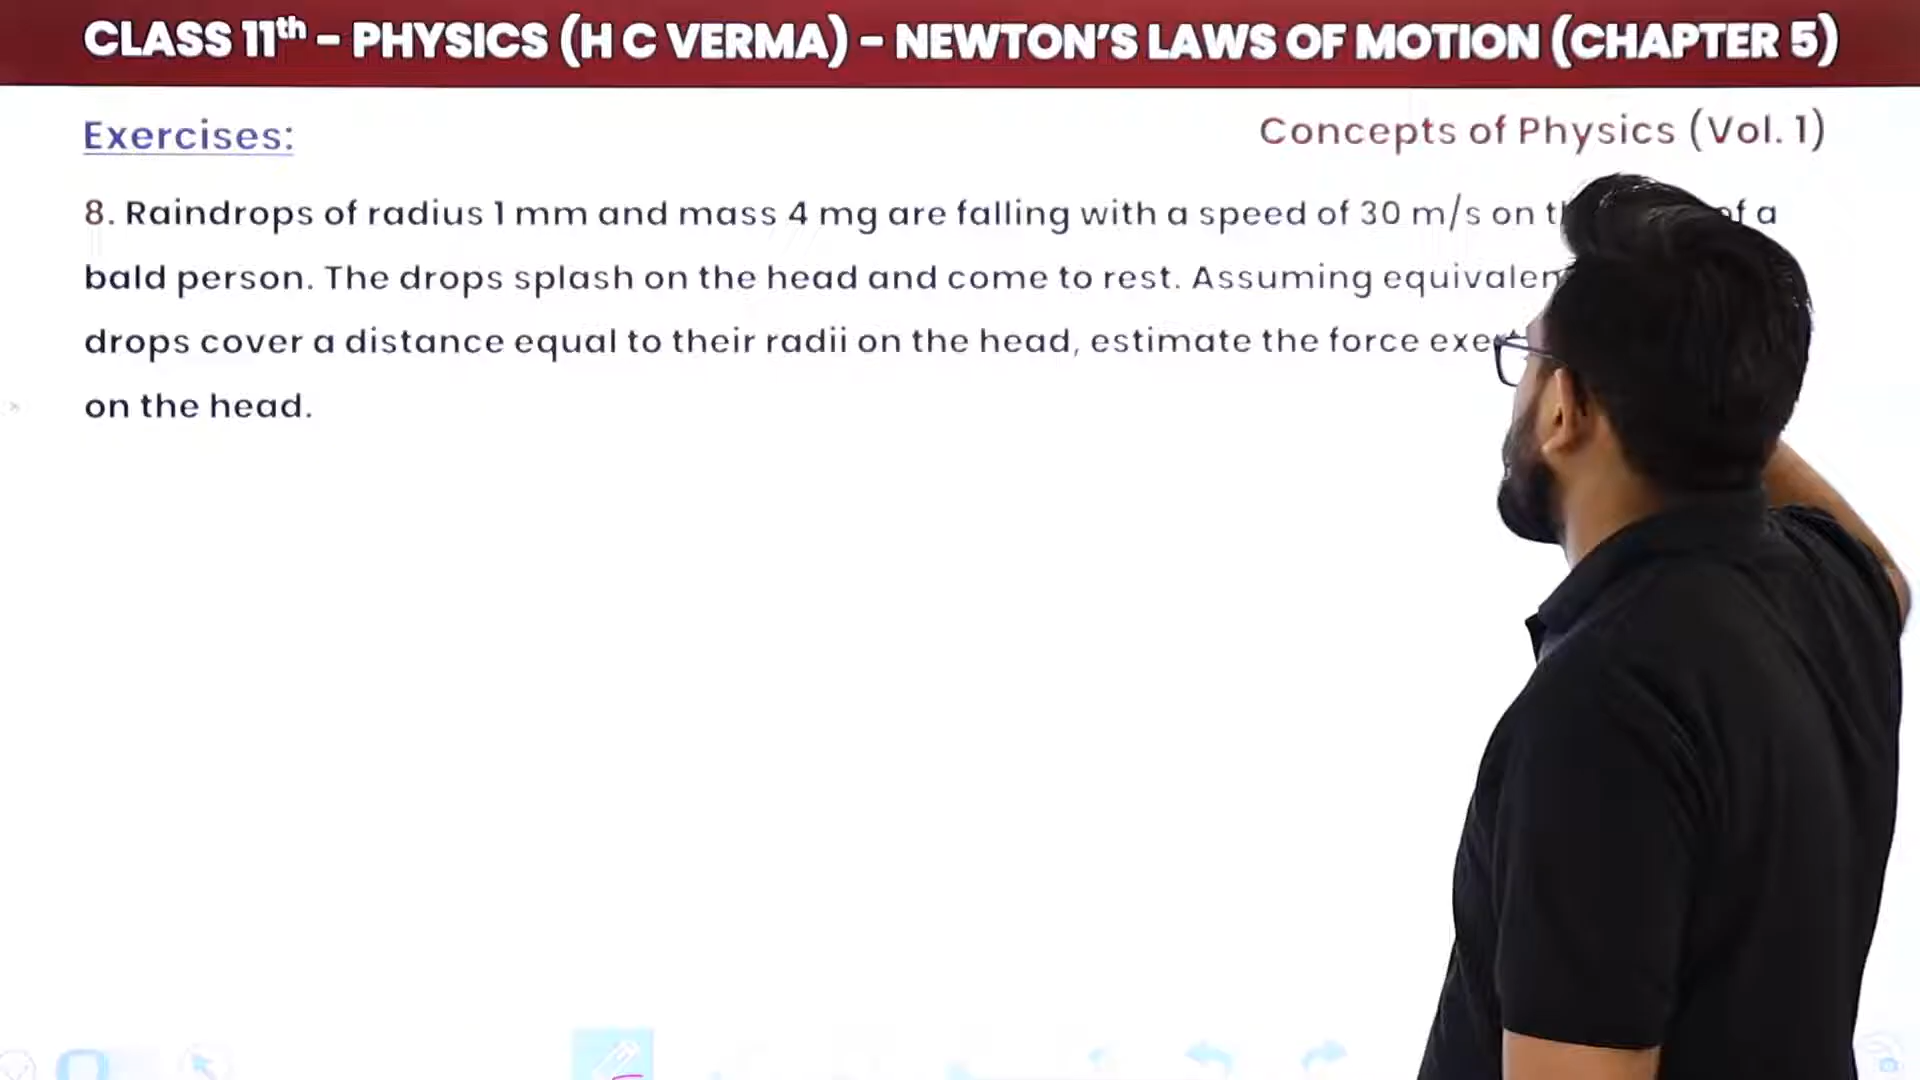 CLASS 11th - PHYSICS (H C VERMA) - NEWTON'S LAWS OF MOTION (CHAPTER 5)
Exercises:
Concepts of Physics (Vol. 1)
8. Raindrops of radius 1 mm and mass 4 mg are falling with a speed of 30 m/s on of a
bald person. The drops splash on the head and come to rest. Assuming
drops cover a distance equal to their radii on the head, estimate the force
on the head.